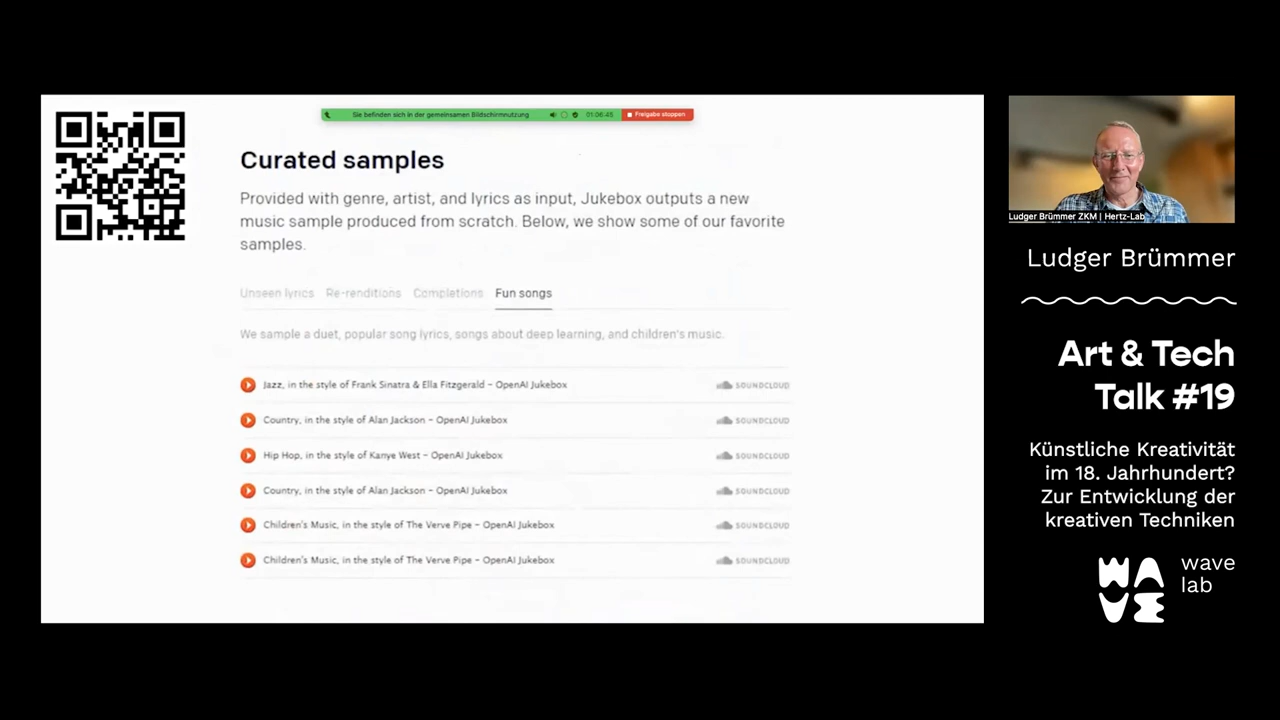 Sie befinden sich in der gemeinsamen Bildschirmnutzung
01:06:45
Freigabe stoppen
Curated samples
Provided with genre, artist, and lyrics as input, Jukebox outputs a new
music sample produced from scratch. Below, we show some of our favorite
samples.
Unseen lyrics Re-renditions Completions Fun songs
We sample a duet, popular song lyrics, songs about deep learning, and children's music.
Jazz, in the style of Frank Sinatra & Ella Fitzgerald – OpenAI Jukebox SOUNDCLOUD
Country, in the style of Alan Jackson – OpenAI Jukebox SOUNDCLOUD
Hip Hop, in the style of Kanye West – OpenAI Jukebox SOUNDCLOUD
Country, in the style of Alan Jackson – OpenAI Jukebox SOUNDCLOUD
Children's Music, in the style of The Verve Pipe – OpenAI Jukebox SOUNDCLOUD
Children's Music, in the style of The Verve Pipe – OpenAI Jukebox SOUNDCLOUD
Ludger Brümmer ZKM | Hertz-Lab
Ludger Brümmer
Art & Tech
Talk #19
Künstliche Kreativität
im 18. Jahrhundert?
Zur Entwicklung der
kreativen Techniken
WAVE
wave
lab